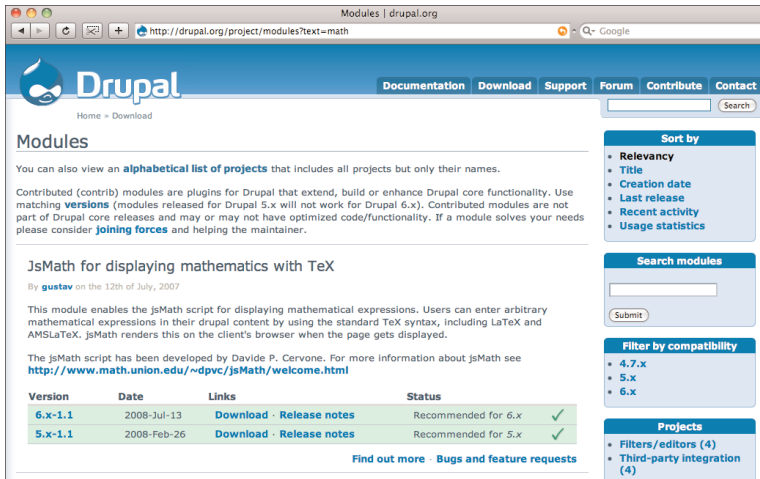 Modules | drupal.org
http://drupal.org/project/modules?text=math
Google
Drupal
Documentation Download Support Forum Contribute Contact
Search
Home » Download
Modules
You can also view an alphabetical list of projects that includes all projects but only their names.
Contributed (contrib) modules are plugins for Drupal that extend, build or enhance Drupal core functionality. Use
matching versions (modules released for Drupal 5.x will not work for Drupal 6.x). Contributed modules are not
part of Drupal core releases and may or may not have optimized code/functionality. If a module solves your needs
please consider joining forces and helping the maintainer.
JsMath for displaying mathematics with TeX
By gustav on the 12th of July, 2007
This module enables the jsMath script for displaying mathematical expressions. Users can enter arbitrary
mathematical expressions in their drupal content by using the standard TeX syntax, including LaTeX and
AMSLaTeX. jsMath renders this on the client's browser when the page gets displayed.
The jsMath script has been developed by Davide P. Cervone. For more information about jsMath see
http://www.math.union.edu/~dpvc/jsMath/welcome.html
Version Date Links Status
6.x-1.1 2008-Jul-13 Download · Release notes Recommended for 6.x
5.x-1.1 2008-Feb-26 Download · Release notes Recommended for 5.x
Find out more · Bugs and feature requests
Sort by
Relevancy
Title
Creation date
Last release
Recent activity
Usage statistics
Search modules
Submit
Filter by compatibility
4.7.x
5.x
6.x
Projects
Filters/editors (4)
Third-party integration
(4)